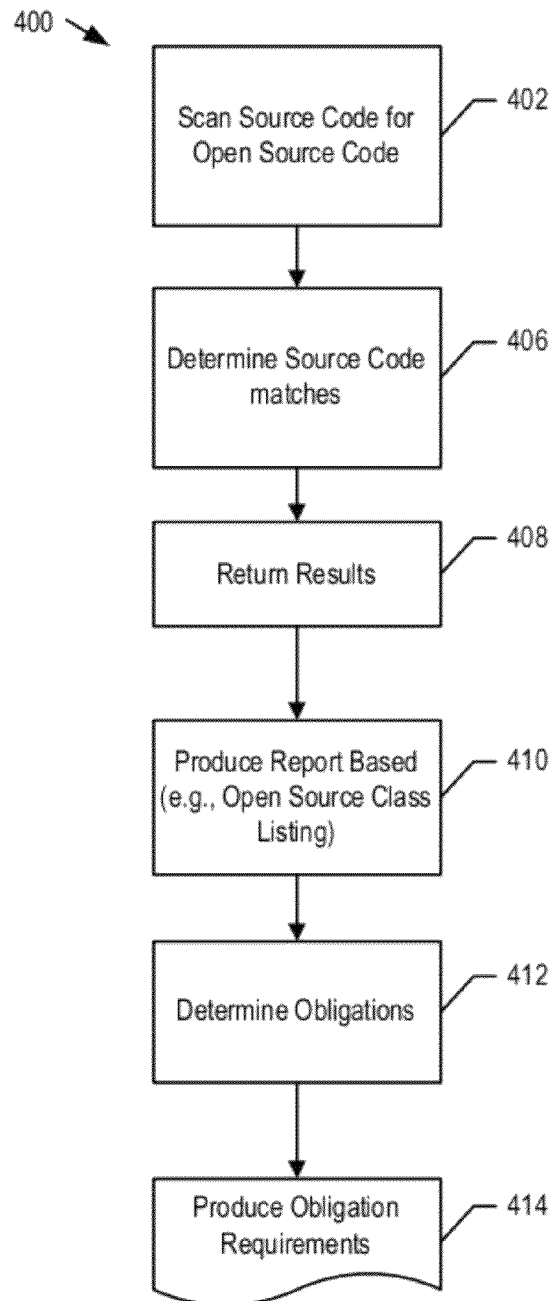 400
Scan Source Code for
Open Source Code
402
Determine Source Code
matches
406
Return Results
408
Produce Report Based
(e.g., Open Source Class
Listing)
410
Determine Obligations
412
Produce Obligation
Requirements
414